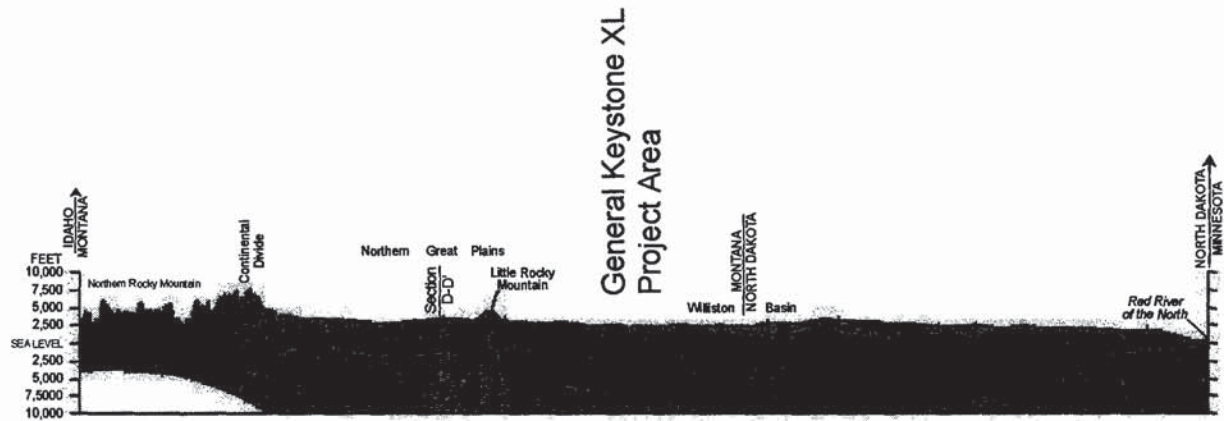 General Keystone XL
Project Area
IDAHO
MONTANA
Continental
Divide
MONTANA
NORTH DAKOTA
NORTH DAKOTA
MINNESOTA
FEET
Northern Great Plains
Section
D-D'
Little Rocky
Mountain
Northern Rocky Mountain
Williston Basin
Red River
of the North
10,000
7,500
5,000
2,500
SEA LEVEL
2,500
5,000
7,5000
10,000